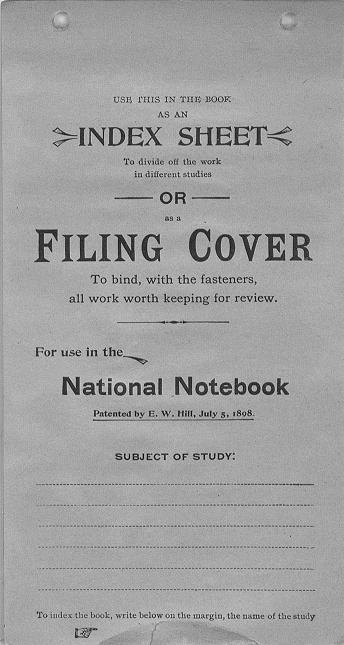 USE THIS IN THE BOOK
AS AN
INDEX SHEET
To divide off the work
in different studies
OR
as a
FILING COVER
To bind, with the fasteners,
all work worth keeping for review.
For use in the
National Notebook
Patented by E. W. Hill, July 5, 1898.
SUBJECT OF STUDY:
To index the book, write below on the margin, the name of the study